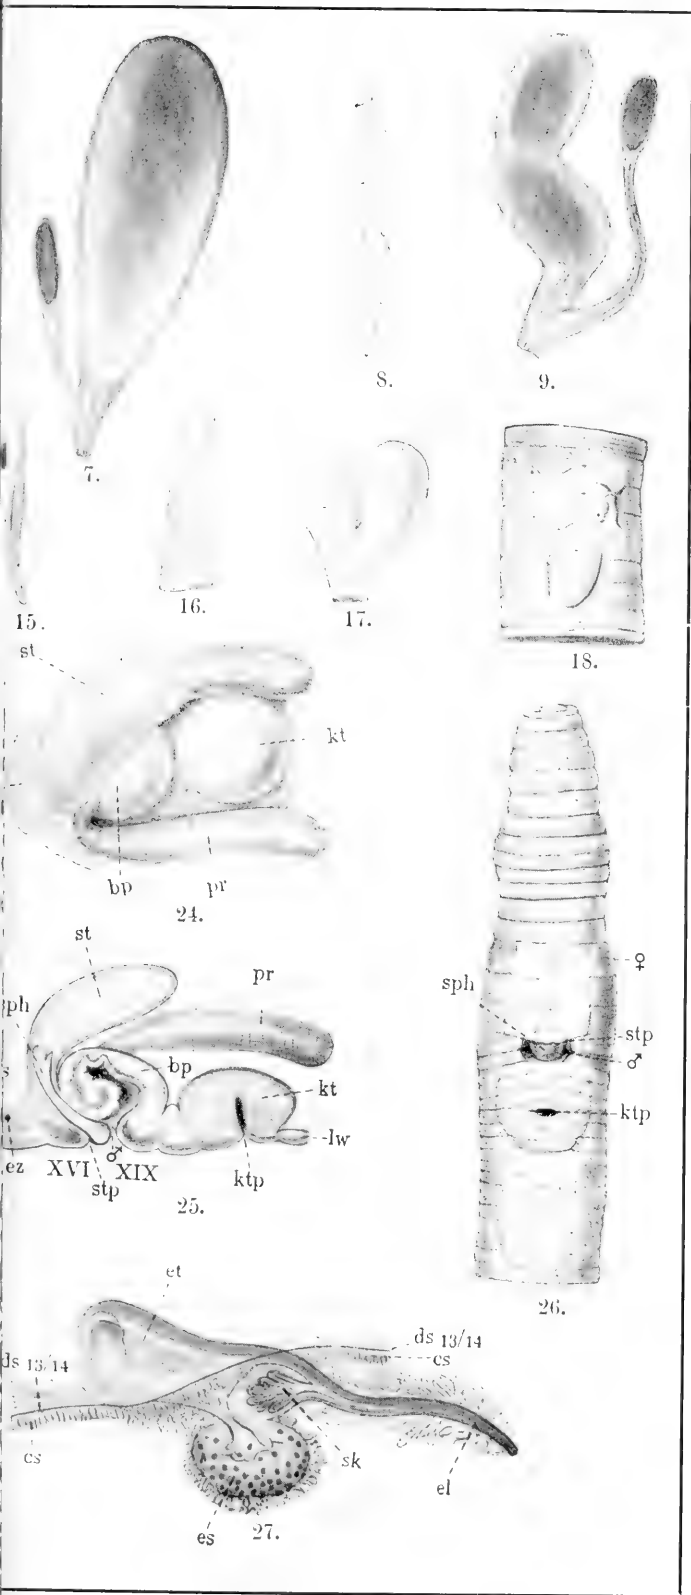 7.
8.
9.
15.
16.
17.
18.
st
kt
bp
pr
24.
st
pr
ph
bp
kt
s
lw
ez XVI ♂ XIX
stp
ktp
25.
♀
sph
stp
♂
ktp
26.
et
ds 13/14
cs
ds 13/14
cs
sk
el
es
27.